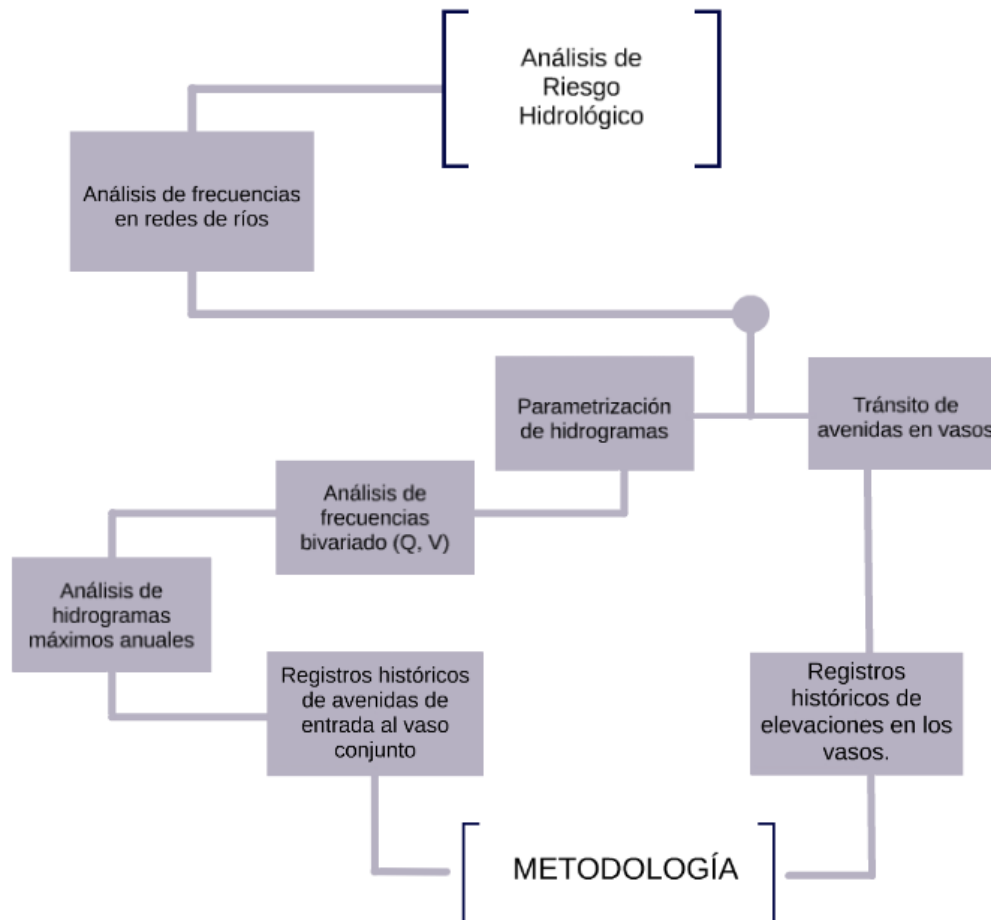 Análisis de
Riesgo
Hidrológico
Análisis de frecuencias
en redes de ríos
Parametrización
de hidrogramas
Tránsito de
avenidas en vasos
Análisis de
frecuencias
bivariado (Q, V)
Análisis de
hidrogramas
máximos anuales
Registros históricos
de avenidas de
entrada al vaso
conjunto
Registros
históricos de
elevaciones en los
vasos.
METODOLOGÍA